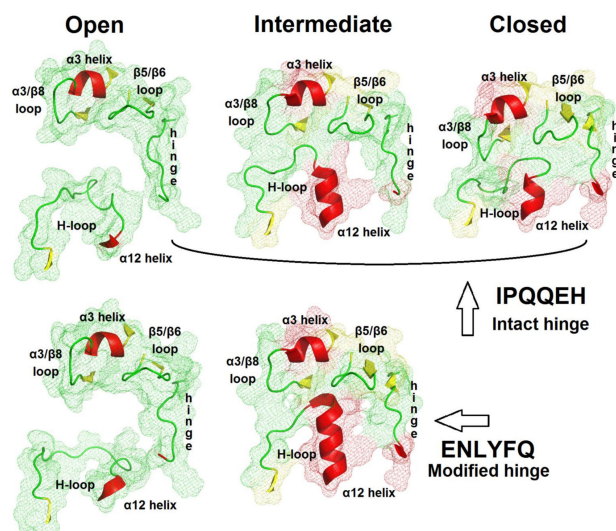 Open
Intermediate
Closed
α3 helix
β5/β6
loop
α3/β8
loop
hinge
H-loop
α12 helix
α3 helix
β5/β6
loop
α3/β8
loop
hinge
H-loop
α12 helix
α3 helix
β5/β6
loop
α3/β8
loop
hinge
H-loop
α12 helix
IPQQEH
Intact hinge
α3 helix
β5/β6
loop
α3/β8
loop
hinge
H-loop
α12 helix
α3 helix
β5/β6
loop
α3/β8
loop
hinge
H-loop
α12 helix
ENLYFQ
Modified hinge